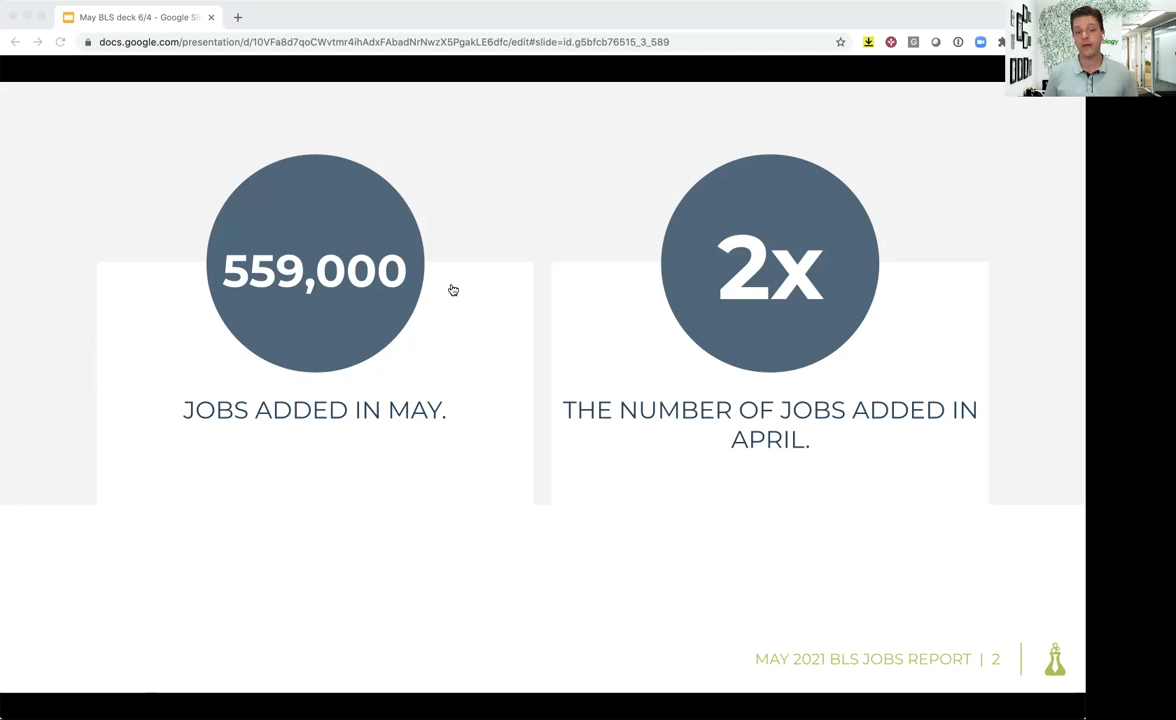 May BLS deck 6/4 - Google Sli
docs.google.com/presentation/d/10VFa8d7qoCWvtmr4ihAdxFAbadNrNwzX5PgakLE6dfc/edit#slide=id.g5bfcb76515_3_589
559,000
2x
JOBS ADDED IN MAY.
THE NUMBER OF JOBS ADDED IN
APRIL.
MAY 2021 BLS JOBS REPORT | 2